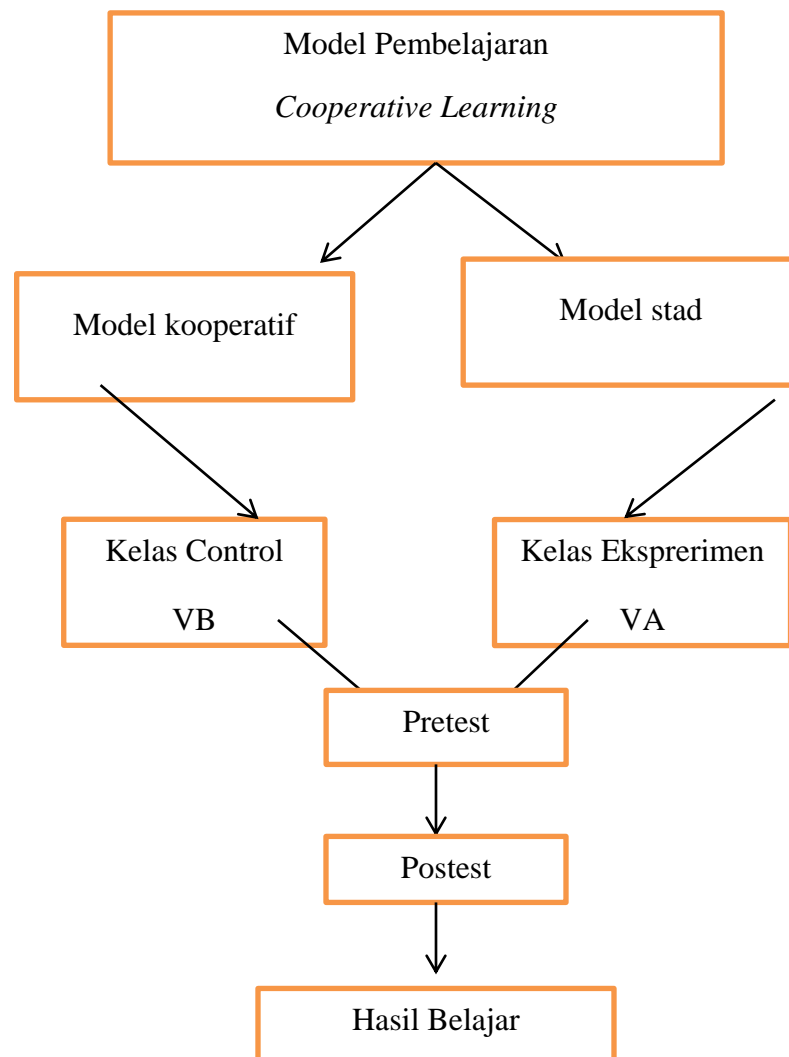 Model Pembelajaran
Cooperative Learning
Model kooperatif
Model stad
Kelas Control
VB
Kelas Eksprerimen
VA
Pretest
Postest
Hasil Belajar